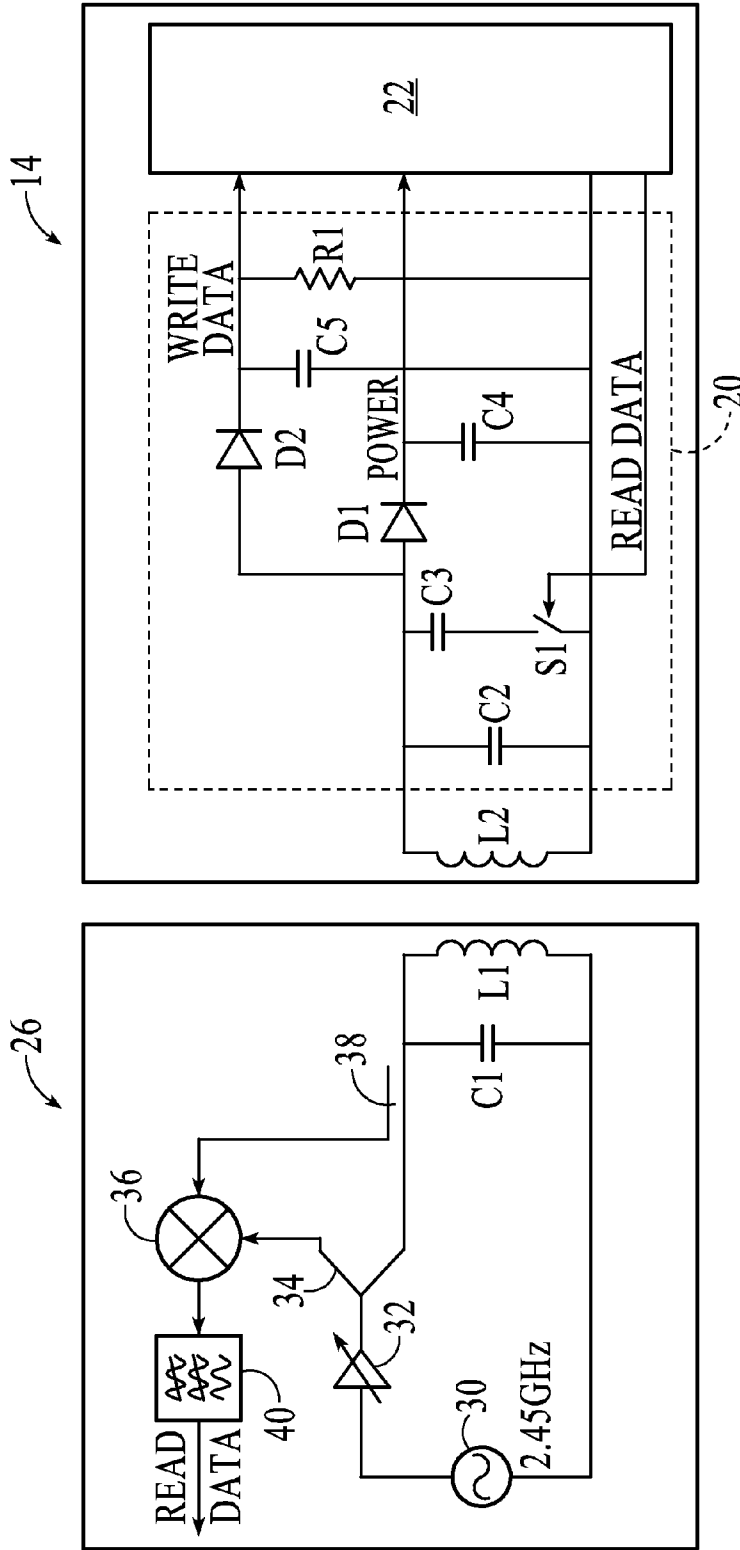 26
36
READ
DATA
40
34
32
38
30
2.45GHz
C1
L1
14
WRITE
DATA
D2
C5
R1
22
POWER
D1
C4
C3
C2
L2
S1
READ DATA
20